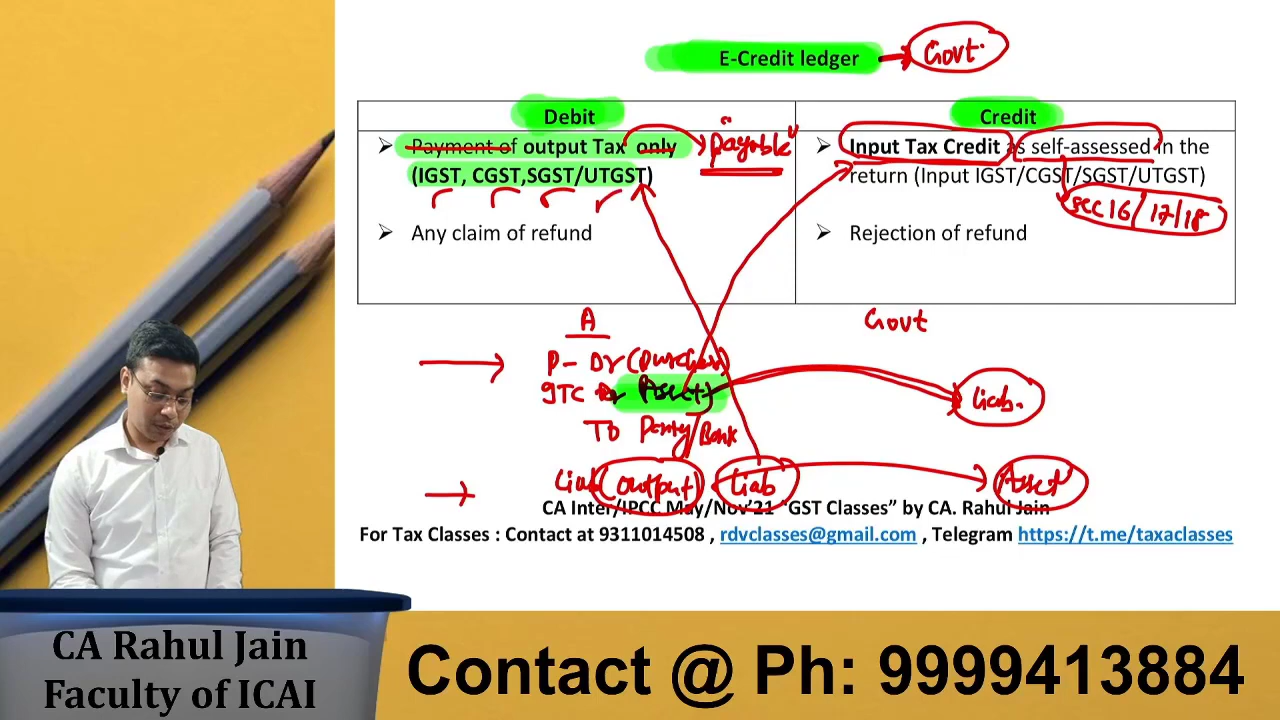 E-Credit ledger Govt.
Debit
Credit
➢ Payment of output Tax only "Payable"
(IGST, CGST,SGST/UTGST)
➢ Any claim of refund
➢ Input Tax Credit as self-assessed in the
return (Input IGST/CGST/SGST/UTGST)
Sec 16/17/18
➢ Rejection of refund
A
Govt
P- Dr (Purchase)
ITC Dr (Asset)
Liab.
To Party/Bank
(output) Liab
Asset
CA Inter/IPCC May/Nov'21 "GST Classes" by CA. Rahul Jain
For Tax Classes : Contact at 9311014508 , rdvclasses@gmail.com , Telegram https://t.me/taxaclasses
CA Rahul Jain
Faculty of ICAI
Contact @ Ph: 9999413884